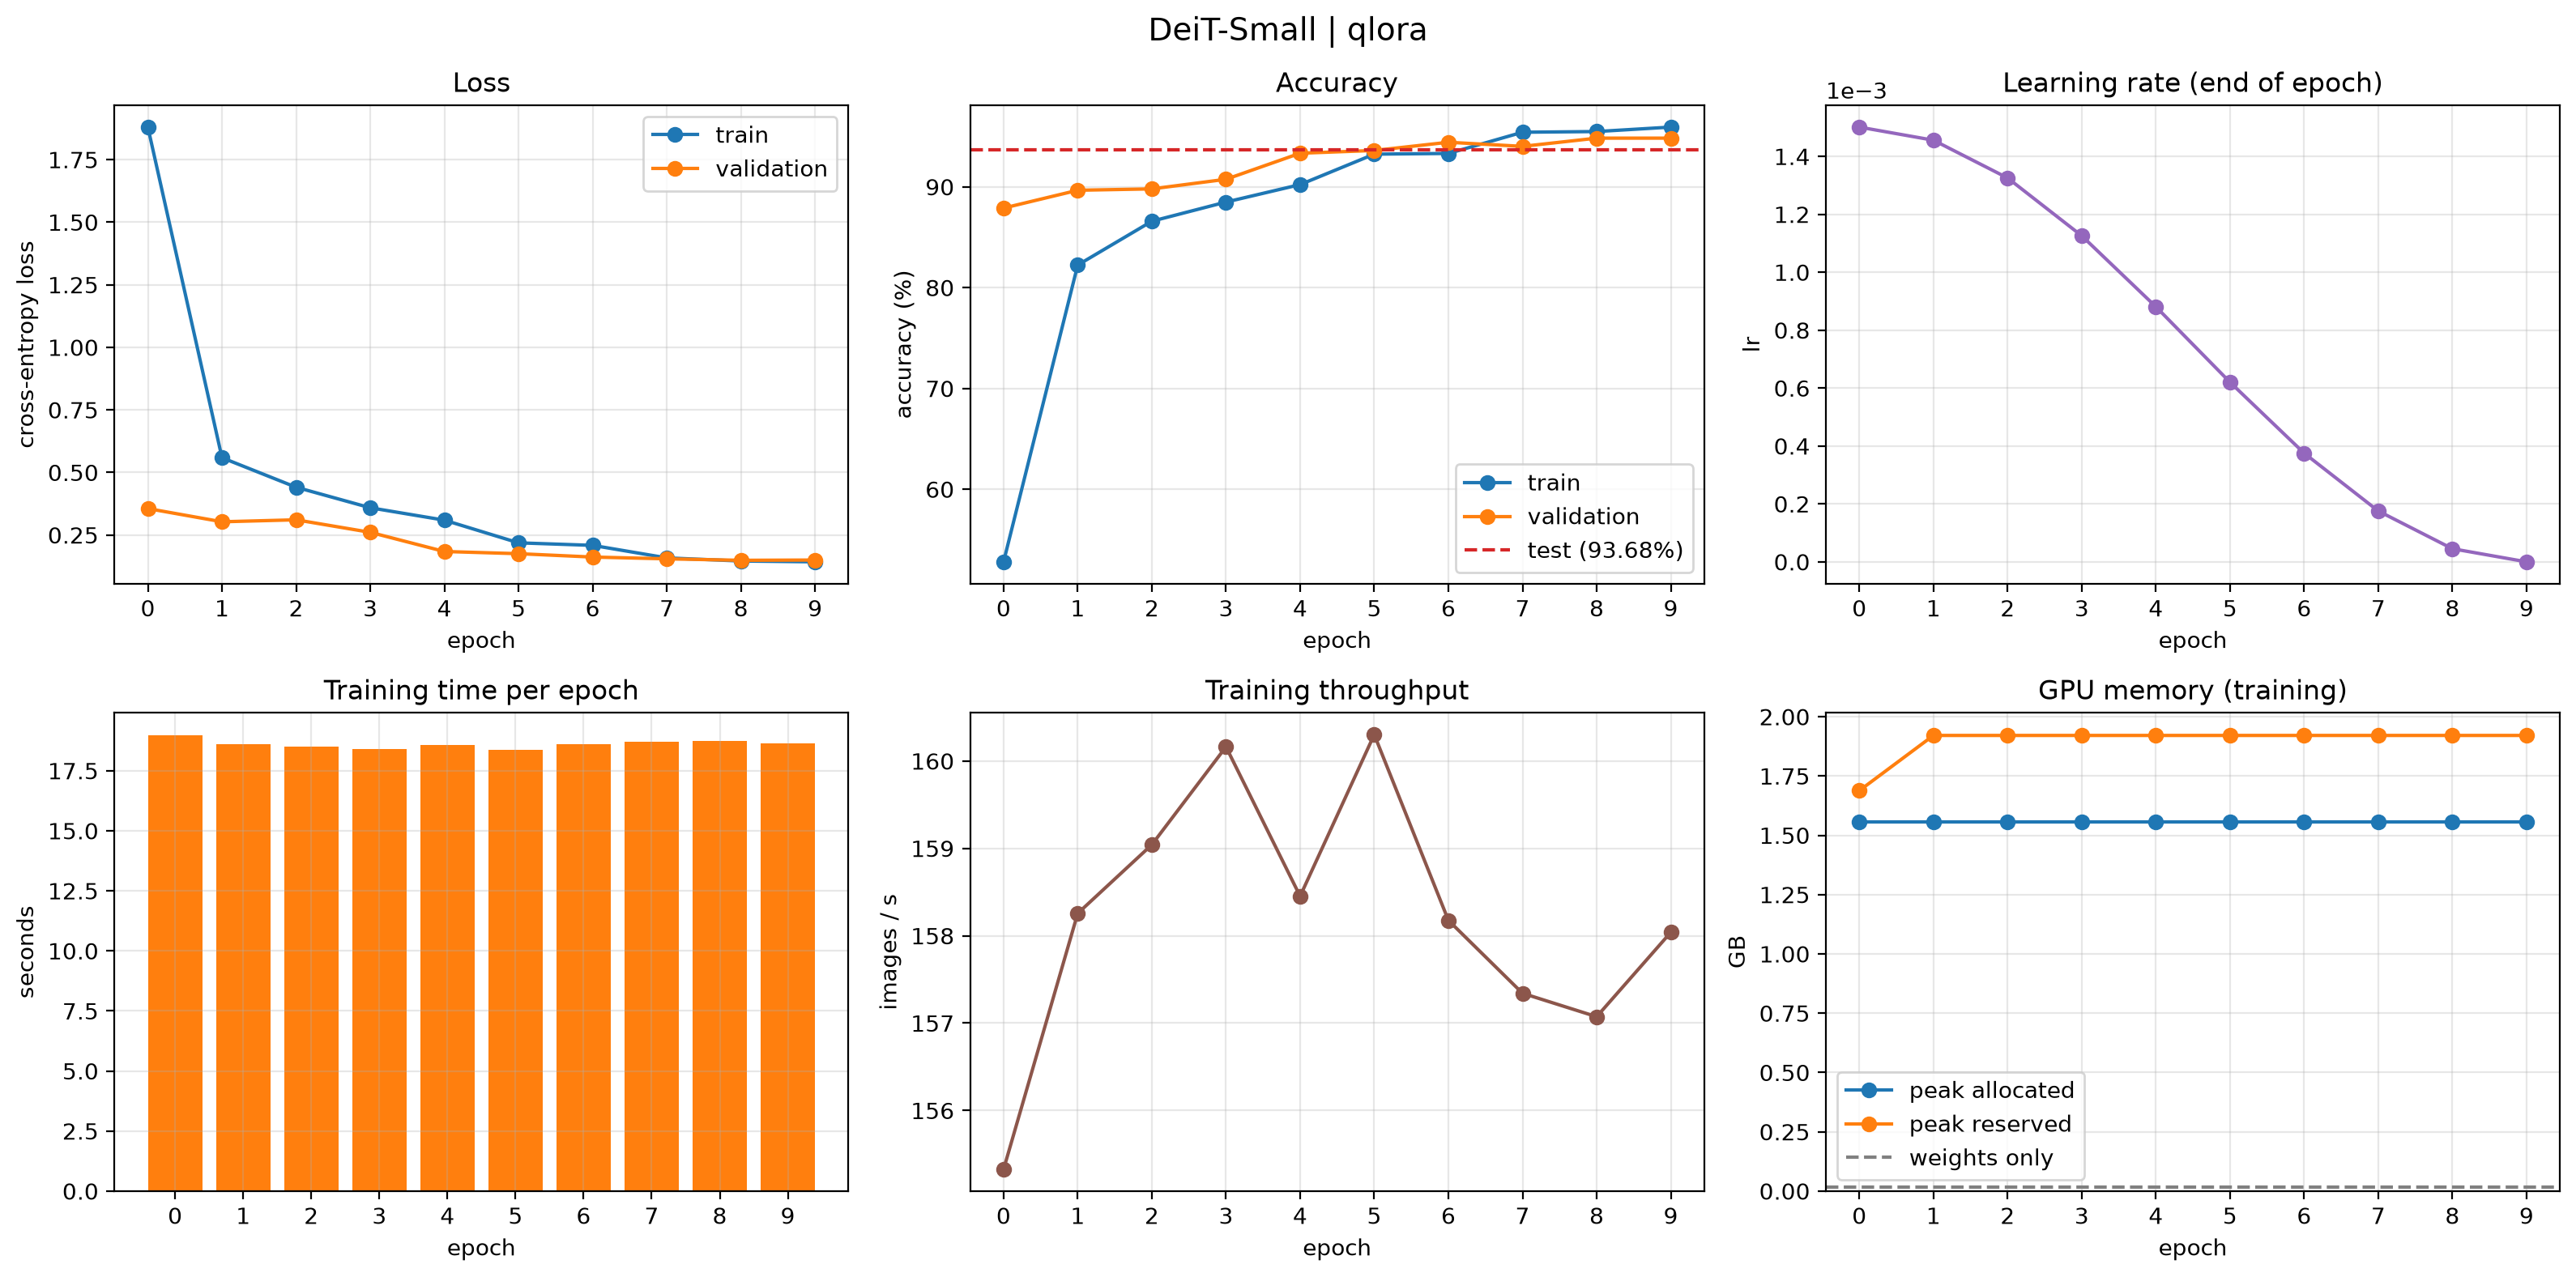 DeiT-Small | qlora
Loss
cross-entropy loss
1.75
1.50
1.25
1.00
0.75
0.50
0.25
train
validation
0 1 2 3 4 5 6 7 8 9
epoch
Accuracy
accuracy (%)
90
80
70
60
train
validation
test (93.68%)
0 1 2 3 4 5 6 7 8 9
epoch
Learning rate (end of epoch)
1e−3
lr
1.4
1.2
1.0
0.8
0.6
0.4
0.2
0.0
0 1 2 3 4 5 6 7 8 9
epoch
Training time per epoch
seconds
17.5
15.0
12.5
10.0
7.5
5.0
2.5
0.0
0 1 2 3 4 5 6 7 8 9
epoch
Training throughput
images / s
160
159
158
157
156
0 1 2 3 4 5 6 7 8 9
epoch
GPU memory (training)
GB
2.00
1.75
1.50
1.25
1.00
0.75
0.50
0.25
0.00
peak allocated
peak reserved
weights only
0 1 2 3 4 5 6 7 8 9
epoch